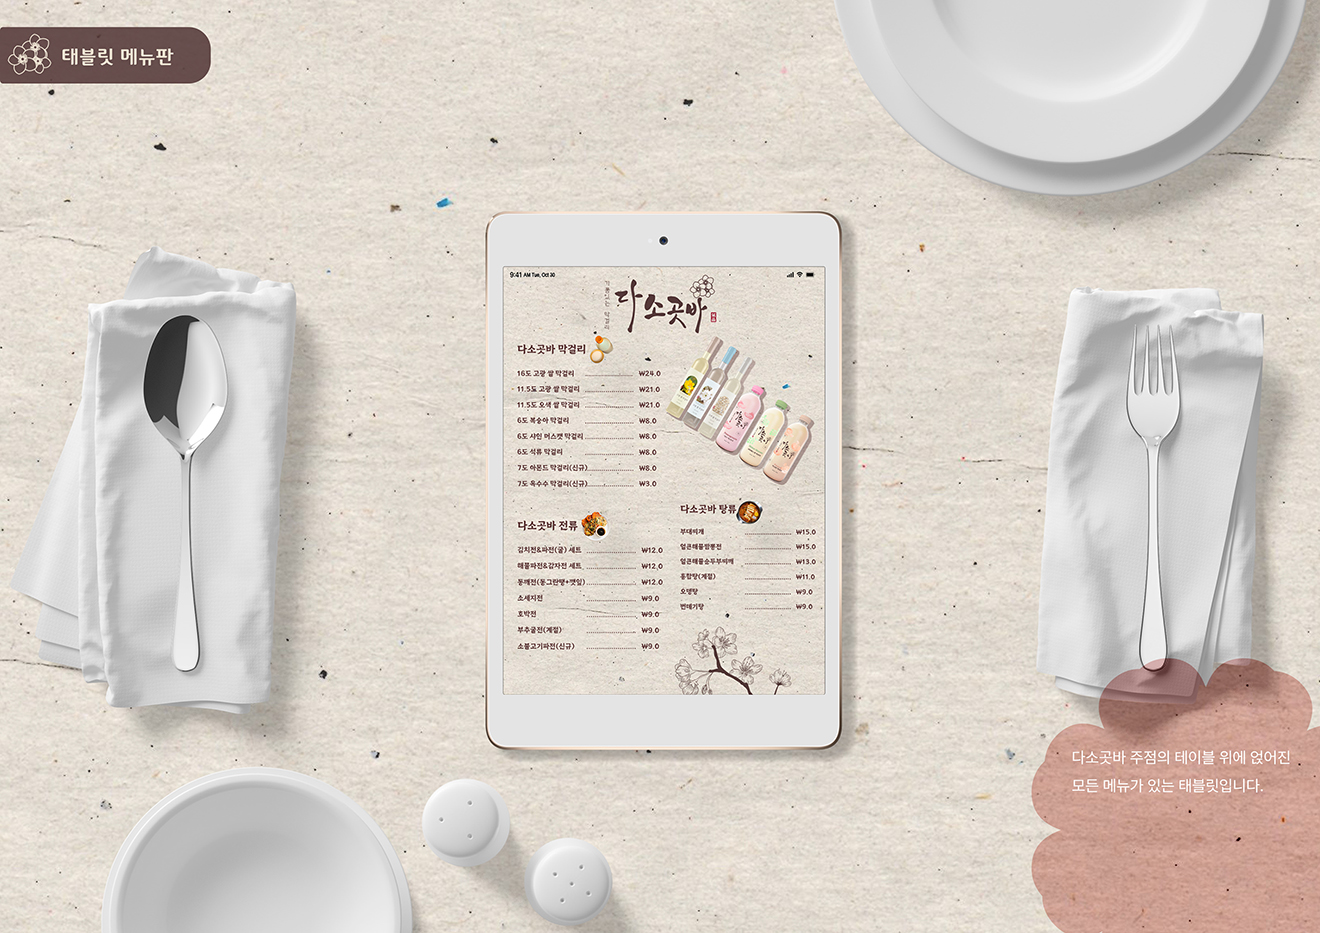 태블릿 메뉴판
9:41 AM Tue, Oct 30
다소곳바
다소곳바 막걸리
16도 고량 쌀 막걸리 ₩24.0
11.5도 고량 쌀 막걸리 ₩21.0
11.5도 오색 쌀 막걸리 ₩21.0
6도 복숭아 막걸리 ₩8.0
6도 샤인 머스캣 막걸리 ₩8.0
6도 석류 막걸리 ₩8.0
7도 아몬드 막걸리(신규) ₩8.0
7도 옥수수 막걸리(신규) ₩3.0
다소곳바 전류
김치전&파전(굴) 세트 ₩12.0
해물파전&감자전 세트 ₩12.0
동깨전(동그란땡+깻잎) ₩12.0
소세지전 ₩9.0
호박전 ₩9.0
부추굴전(계절) ₩9.0
소불고기파전(신규) ₩9.0
다소곳바 탕류
부대찌개 ₩15.0
얼큰해물짬뽕전 ₩15.0
얼큰해물순두부찌깨 ₩13.0
홍합탕(계절) ₩11.0
오뎅탕 ₩9.0
번데기탕 ₩9.0
다소곳바 주점의 테이블 위에 얹어진
모든 메뉴가 있는 태블릿입니다.